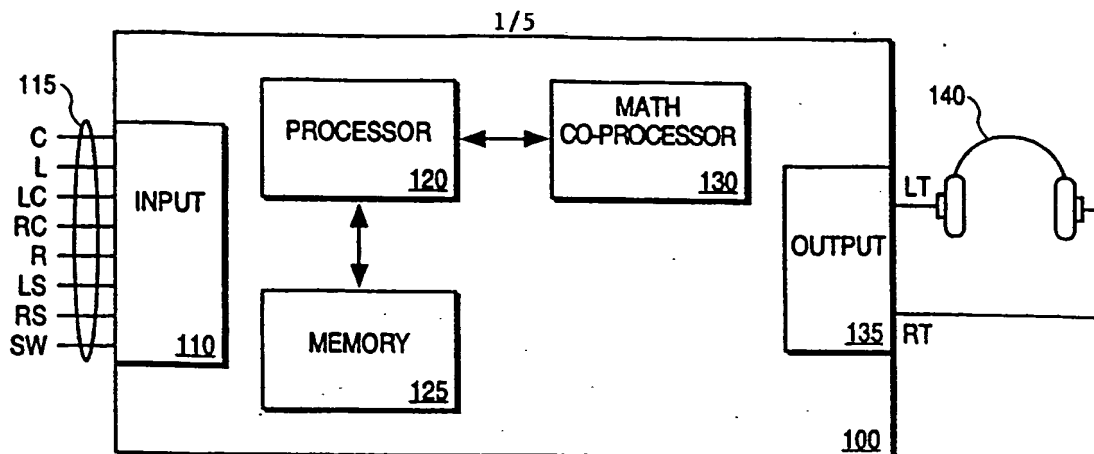 1/5
115
C
L
LC
RC
R
LS
RS
SW
INPUT
110
PROCESSOR
120
MATH
CO-PROCESSOR
130
MEMORY
125
OUTPUT
135
LT
RT
140
100